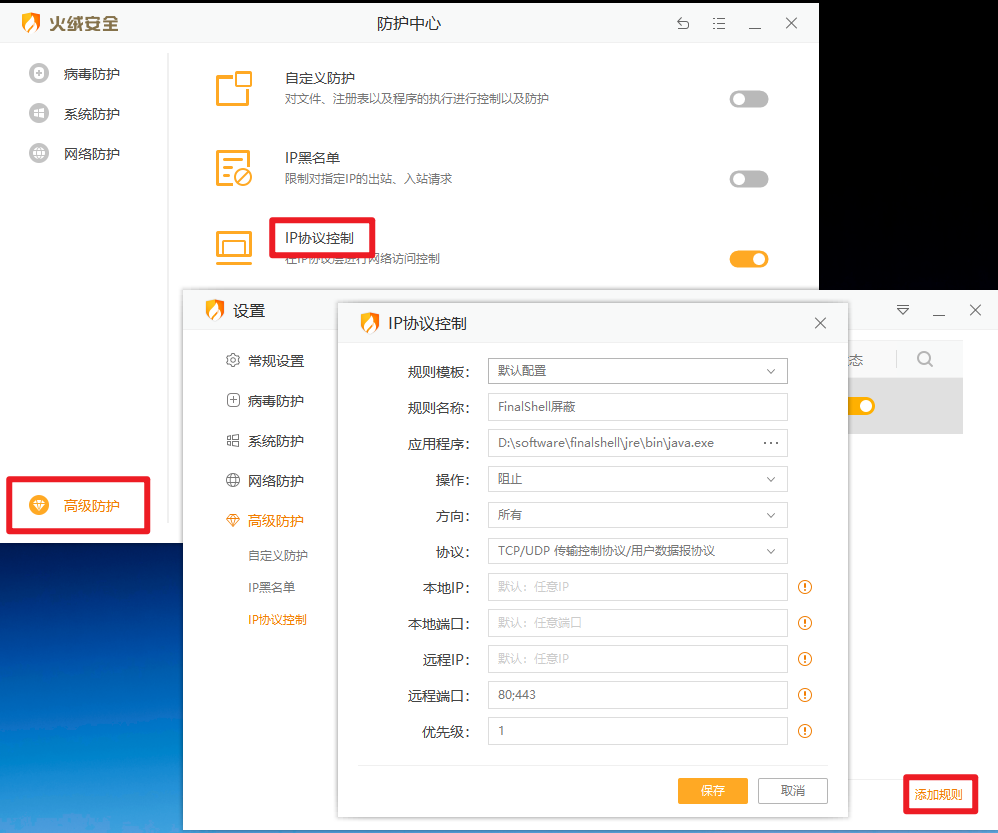 火绒安全
防护中心
病毒防护
系统防护
网络防护
高级防护
自定义防护
对文件、注册表以及程序的执行进行控制以及防护
IP黑名单
限制对指定IP的出站、入站请求
IP协议控制
在IP协议层进行网络访问控制
设置
常规设置
病毒防护
系统防护
网络防护
高级防护
自定义防护
IP黑名单
IP协议控制
态
IP协议控制
规则模板： 默认配置
规则名称： FinalShell屏蔽
应用程序： D:\software\finalshell\jre\bin\java.exe ...
操作： 阻止
方向： 所有
协议： TCP/UDP 传输控制协议/用户数据报协议
本地IP： 默认：任意IP
本地端口： 默认：任意端口
远程IP： 默认：任意IP
远程端口： 80;443
优先级： 1
保存 取消
添加规则